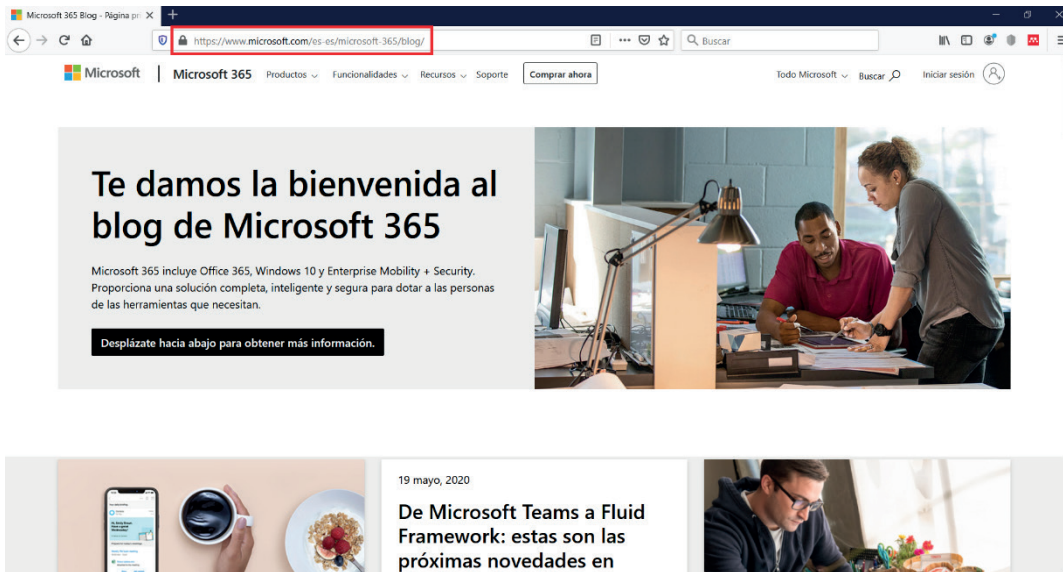 Microsoft 365 Blog - Página pri
https://www.microsoft.com/es-es/microsoft-365/blog/
Buscar
Microsoft
Microsoft 365 Productos Funcionalidades Recursos Soporte Comprar ahora
Todo Microsoft Buscar Iniciar sesión
Te damos la bienvenida al
blog de Microsoft 365
Microsoft 365 incluye Office 365, Windows 10 y Enterprise Mobility + Security.
Proporciona una solución completa, inteligente y segura para dotar a las personas
de las herramientas que necesitan.
Desplázate hacia abajo para obtener más información.
19 mayo, 2020
De Microsoft Teams a Fluid
Framework: estas son las
próximas novedades en